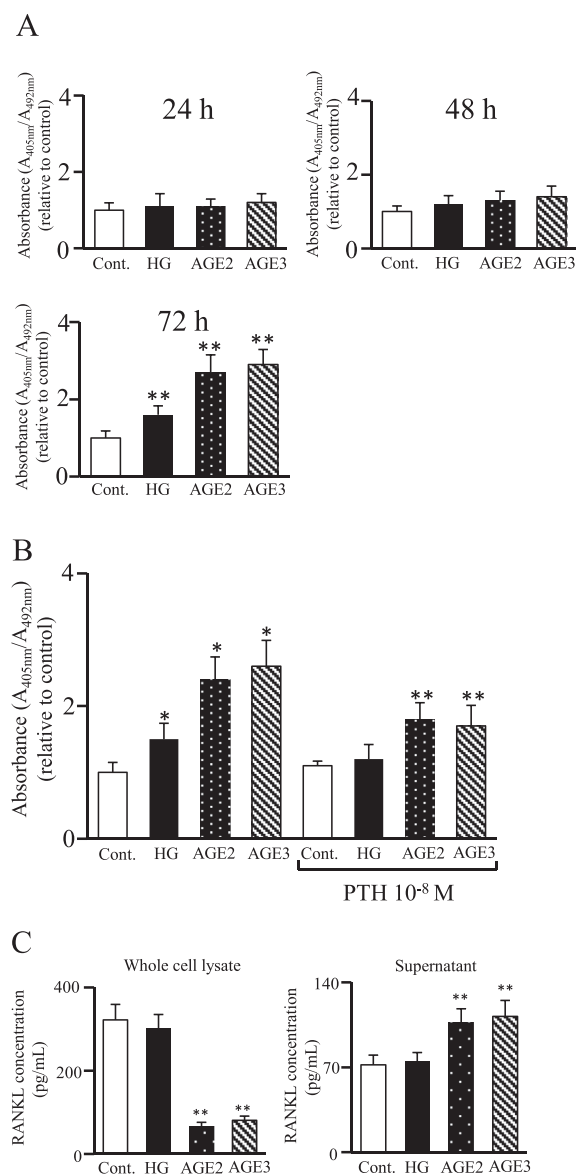 A
24 h
Absorbance (A405nm/A492nm)
(relative to control)
4
2
0
Cont. HG AGE2 AGE3
48 h
Absorbance (A405nm/A492nm)
(relative to control)
4
2
0
Cont. HG AGE2 AGE3
72 h
Absorbance (A405nm/A492nm)
(relative to control)
4
2
0
** ** **
Cont. HG AGE2 AGE3
B
Absorbance (A405nm/A492nm)
(relative to control)
4
2
0
* * * ** **
Cont. HG AGE2 AGE3 Cont. HG AGE2 AGE3
PTH 10⁻⁸ M
C
Whole cell lysate
RANKL concentration
(pg/mL)
400
200
0
** **
Cont. HG AGE2 AGE3
Supernatant
RANKL concentration
(pg/mL)
140
70
0
** **
Cont. HG AGE2 AGE3